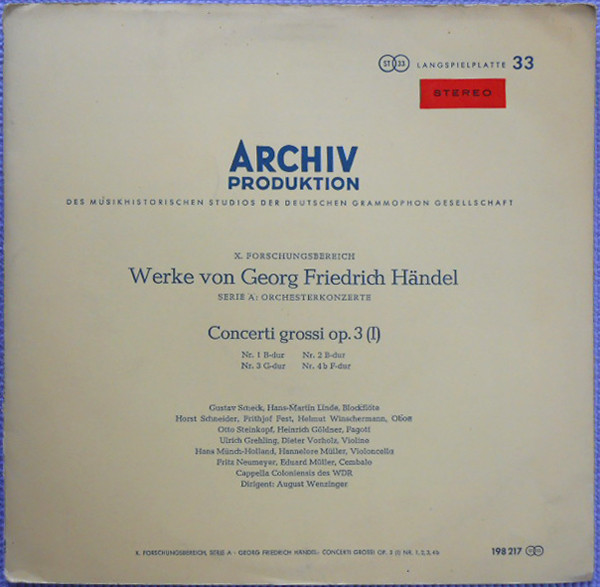 ST 33 LANGSPIELPLATTE 33
STEREO
ARCHIV
PRODUKTION
DES MUSIKHISTORISCHEN STUDIOS DER DEUTSCHEN GRAMMOPHON GESELLSCHAFT
X. FORSCHUNGSBEREICH
Werke von Georg Friedrich Händel
SERIE A: ORCHESTERKONZERTE
Concerti grossi op. 3 (I)
Nr. 1 B-dur Nr. 2 B-dur
Nr. 3 G-dur Nr. 4b F-dur
Gustav Scheck, Hans-Martin Linde, Blockflöte
Horst Schneider, Frithjof Fest, Helmut Winschermann, Oboe
Otto Steinkopf, Heinrich Göldner, Fagott
Ulrich Grehling, Dieter Vorholz, Violine
Hans Münch-Holland, Hannelore Müller, Violoncello
Fritz Neumeyer, Eduard Müller, Cembalo
Cappella Coloniensis des WDR
Dirigent: August Wenzinger
X. FORSCHUNGSBEREICH, SERIE A - GEORG FRIEDRICH HÄNDEL: CONCERTI GROSSI OP. 3 (I) NR. 1, 2, 3, 4b
198 217